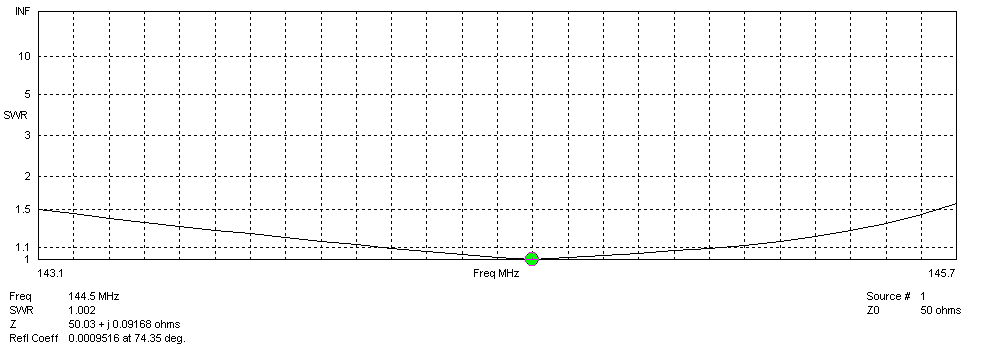 INF
10
5
SWR
3
2
1.5
1.1
1
143.1 Freq MHz 145.7
Freq 144.5 MHz Source # 1
SWR 1.002 Z0 50 ohms
Z 50.03 + j 0.09168 ohms
Refl Coeff 0.0009516 at 74.35 deg.